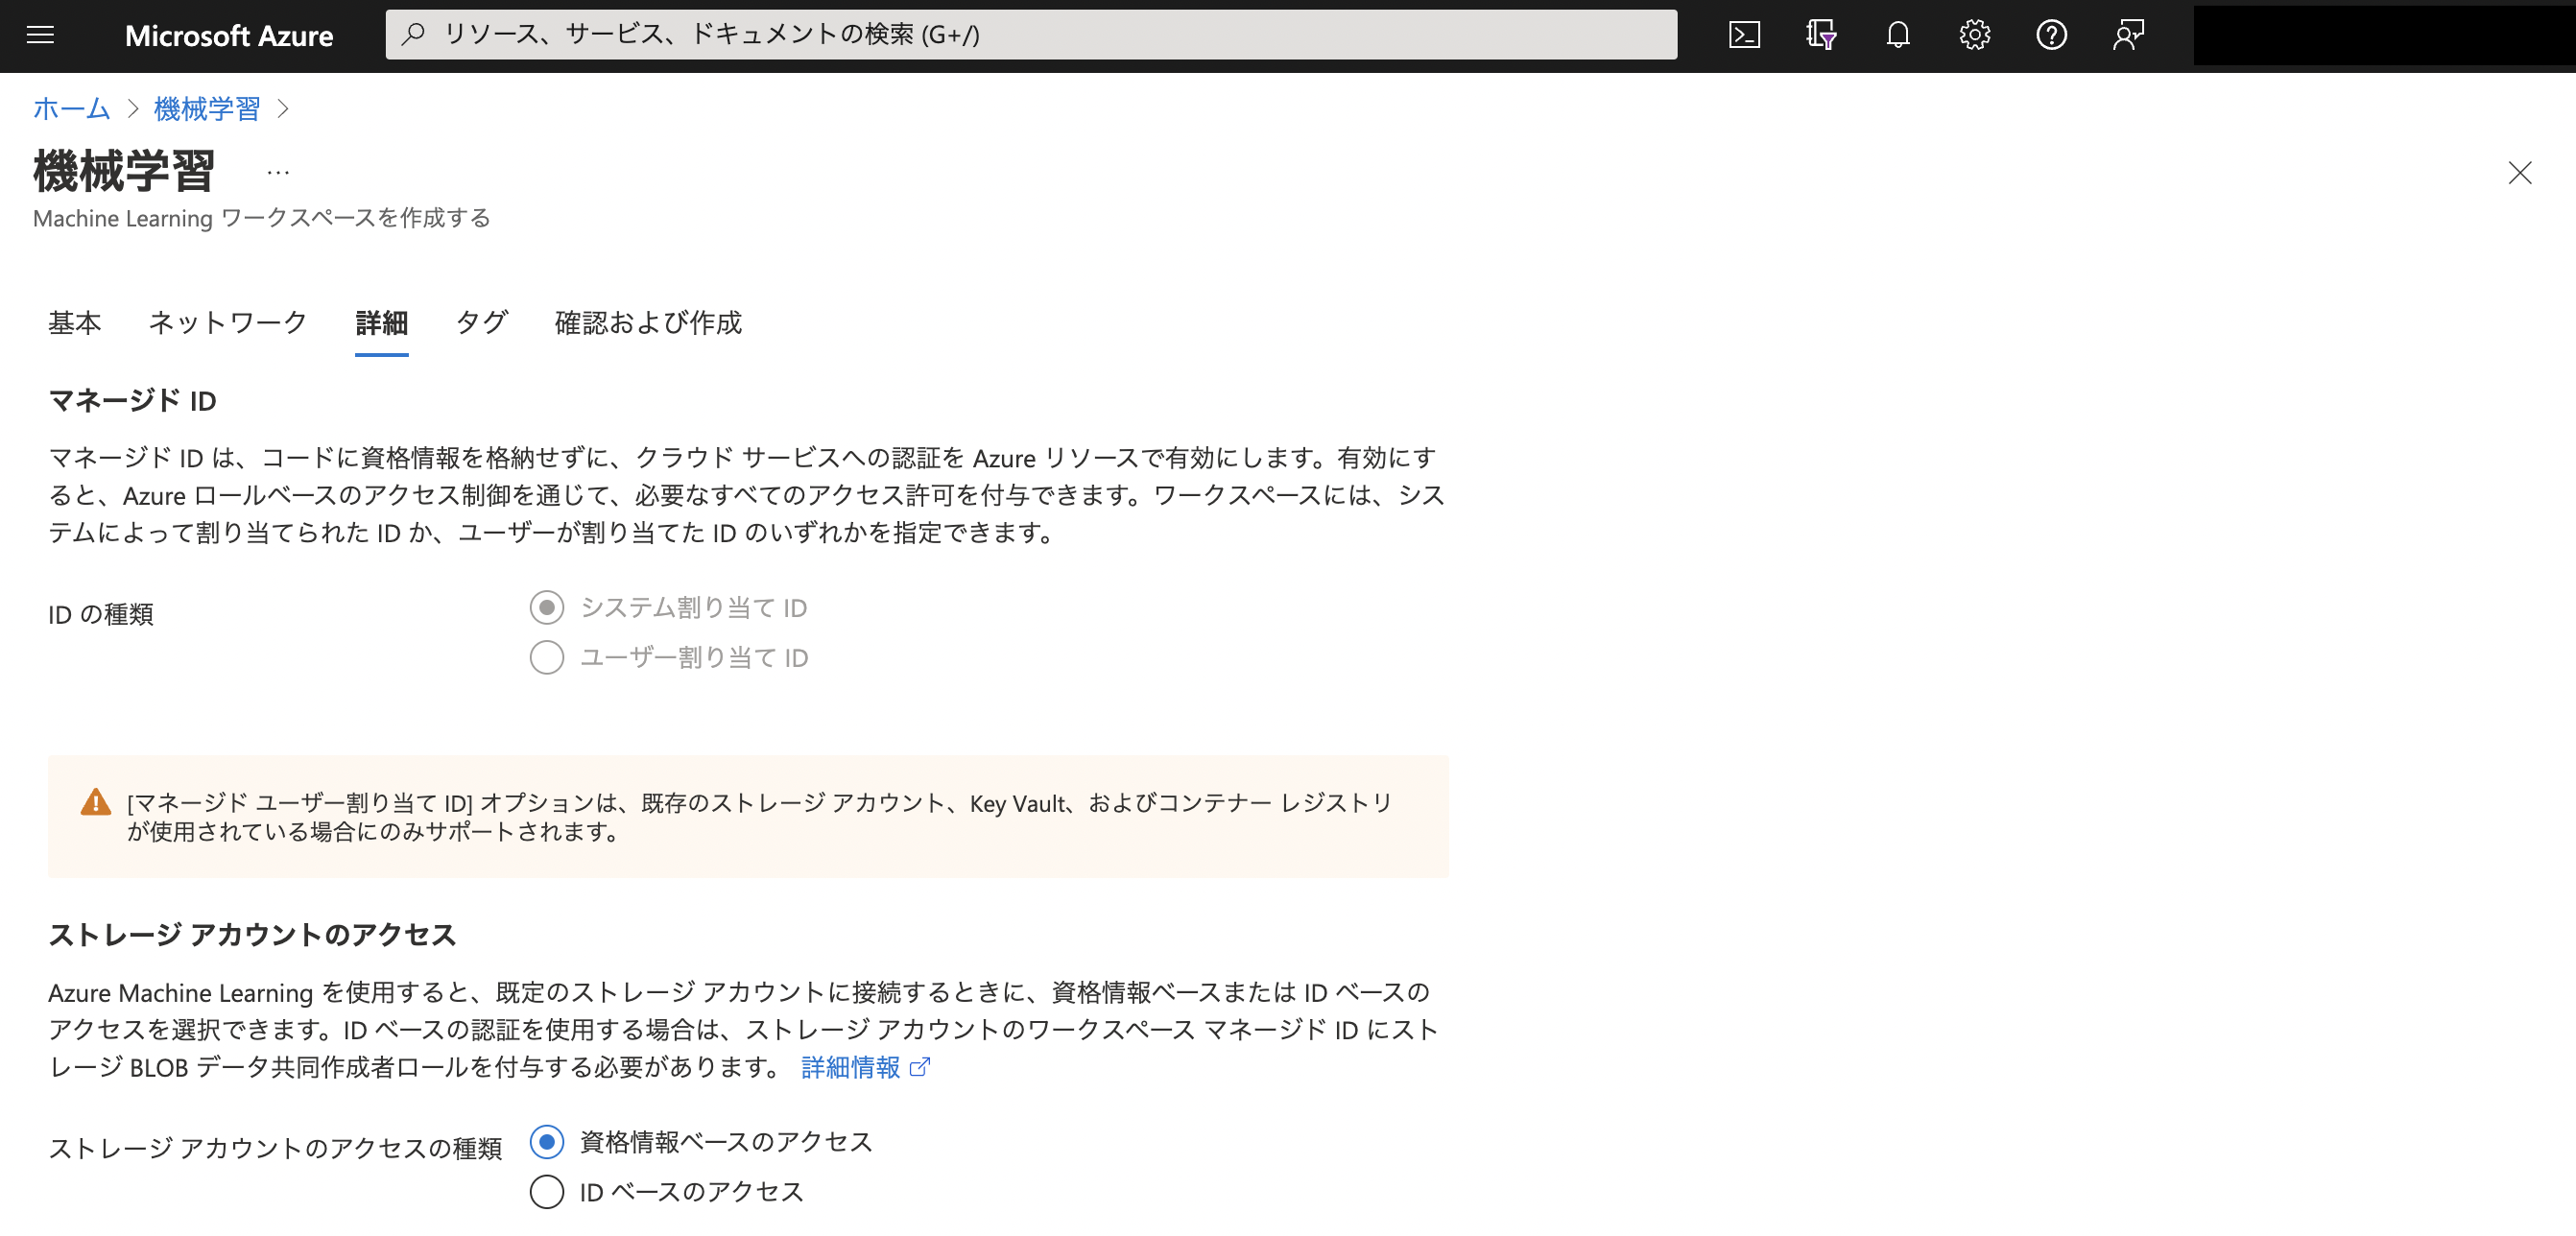 Microsoft Azure
リソース、サービス、ドキュメントの検索 (G+/)
ホーム > 機械学習 >
機械学習 …
Machine Learning ワークスペースを作成する
基本 ネットワーク 詳細 タグ 確認および作成
マネージド ID
マネージド ID は、コードに資格情報を格納せずに、クラウド サービスへの認証を Azure リソースで有効にします。有効にす
ると、Azure ロールベースのアクセス制御を通じて、必要なすべてのアクセス許可を付与できます。ワークスペースには、シス
テムによって割り当てられた ID か、ユーザーが割り当てた ID のいずれかを指定できます。
ID の種類
システム割り当て ID
ユーザー割り当て ID
[マネージド ユーザー割り当て ID] オプションは、既存のストレージ アカウント、Key Vault、およびコンテナー レジストリ
が使用されている場合にのみサポートされます。
ストレージ アカウントのアクセス
Azure Machine Learning を使用すると、既定のストレージ アカウントに接続するときに、資格情報ベースまたは ID ベースの
アクセスを選択できます。ID ベースの認証を使用する場合は、ストレージ アカウントのワークスペース マネージド ID にスト
レージ BLOB データ共同作成者ロールを付与する必要があります。 詳細情報
ストレージ アカウントのアクセスの種類
資格情報ベースのアクセス
ID ベースのアクセス